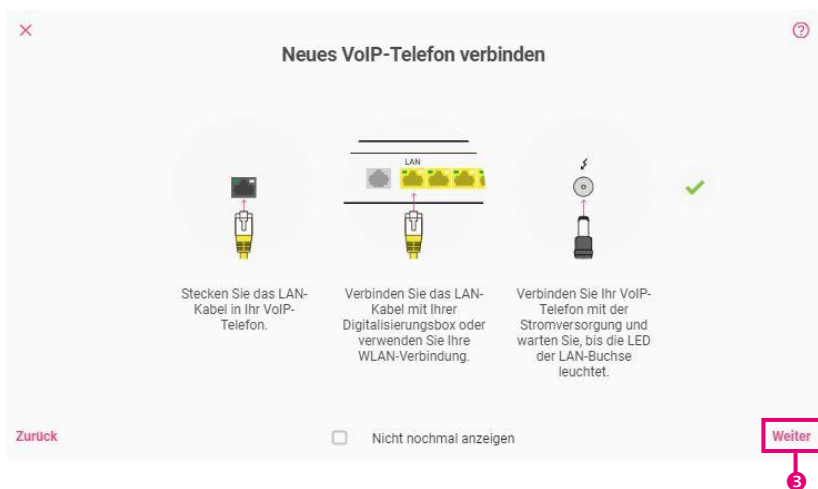 Neues VoIP-Telefon verbinden
LAN
Stecken Sie das LAN-
Kabel in Ihr VoIP-
Telefon.
Verbinden Sie das LAN-
Kabel mit Ihrer
Digitalisierungsbox oder
verwenden Sie Ihre
WLAN-Verbindung.
Verbinden Sie Ihr VoIP-
Telefon mit der
Stromversorgung und
warten Sie, bis die LED
der LAN-Buchse
leuchtet.
Zurück
Nicht nochmal anzeigen
Weiter
3